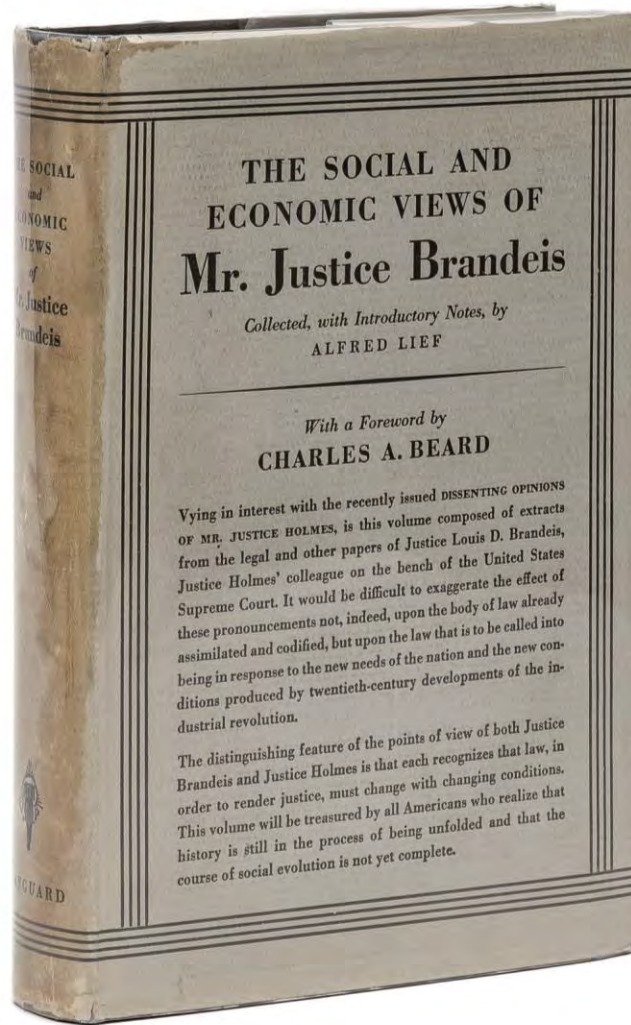 THE SOCIAL AND
ECONOMIC VIEWS OF
Mr. Justice Brandeis
Collected, with Introductory Notes, by
ALFRED LIEF
With a Foreword by
CHARLES A. BEARD
Vying in interest with the recently issued DISSENTING OPINIONS
OF MR. JUSTICE HOLMES, is this volume composed of extracts
from the legal and other papers of Justice Louis D. Brandeis,
Justice Holmes' colleague on the bench of the United States
Supreme Court. It would be difficult to exaggerate the effect of
these pronouncements not, indeed, upon the body of law already
assimilated and codified, but upon the law that is to be called into
being in response to the new needs of the nation and the new con-
ditions produced by twentieth-century developments of the in-
dustrial revolution.
The distinguishing feature of the points of view of both Justice
Brandeis and Justice Holmes is that each recognizes that law, in
order to render justice, must change with changing conditions.
This volume will be treasured by all Americans who realize that
history is still in the process of being unfolded and that the
course of social evolution is not yet complete.
SOCIAL
and
VIEWS
of
Justice
Brandeis